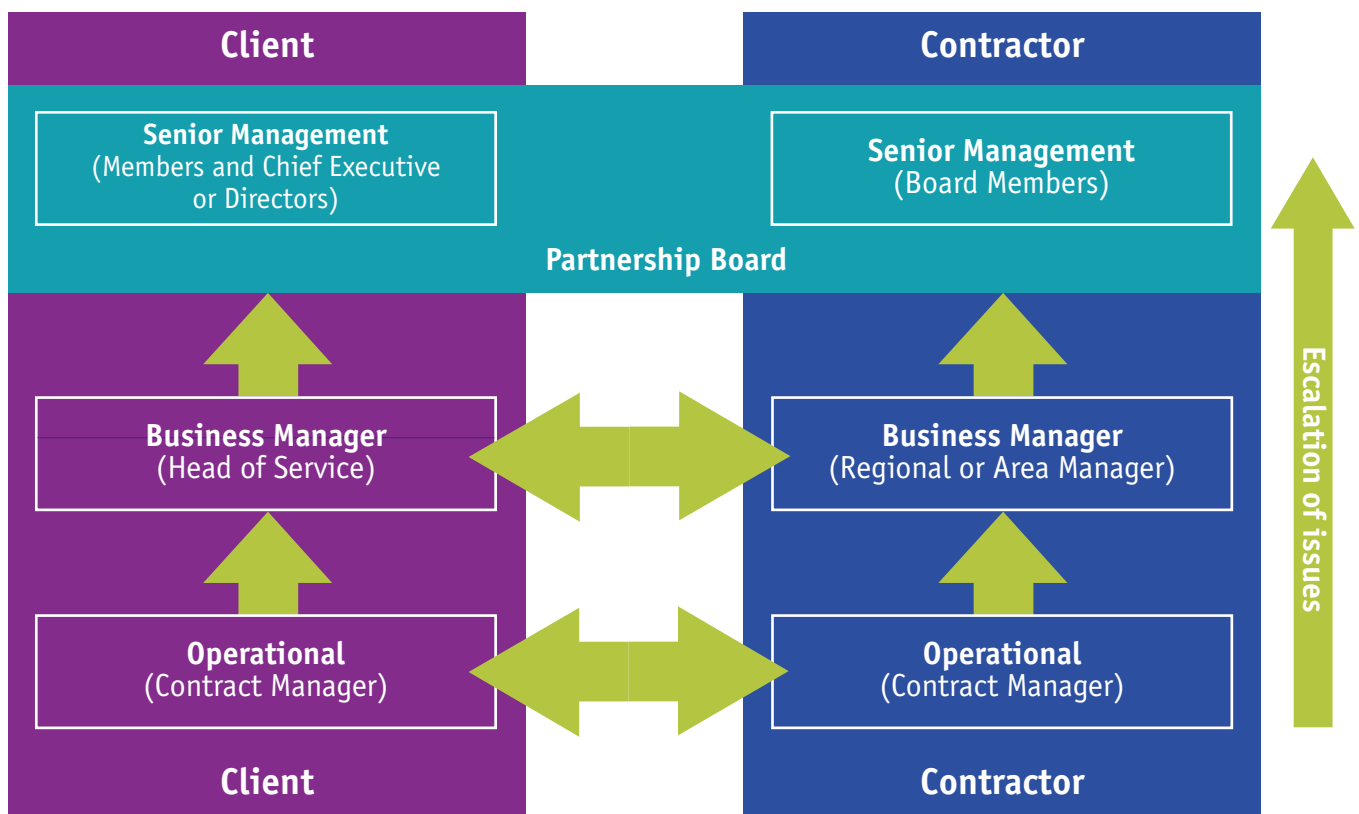 Client
Contractor
Senior Management
(Members and Chief Executive
or Directors)
Senior Management
(Board Members)
Partnership Board
Business Manager
(Head of Service)
Business Manager
(Regional or Area Manager)
Operational
(Contract Manager)
Operational
(Contract Manager)
Client
Contractor
Escalation of issues